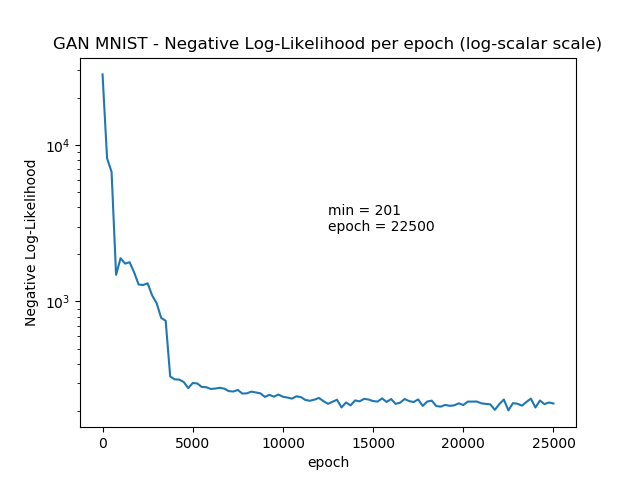 GAN MNIST - Negative Log-Likelihood per epoch (log-scalar scale)
Negative Log-Likelihood
10^4
10^3
min = 201
epoch = 22500
0 5000 10000 15000 20000 25000
epoch